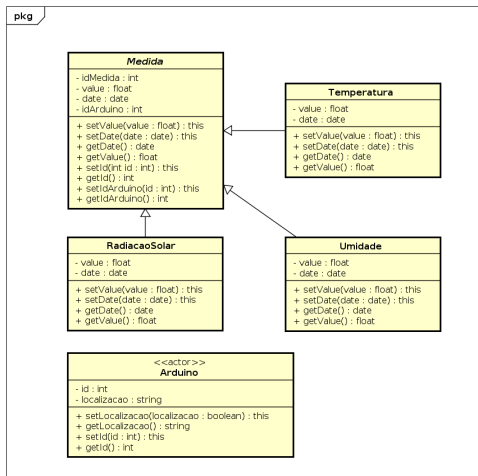 pkg
Medida
- idMedida : int
- value : float
- date : date
- idArduino : int
+ setValue(value : float) : this
+ setDate(date : date) : this
+ getDate() : date
+ getValue() : float
+ setId(int id : int) : this
+ getId() : int
+ setIdArduino(id : int) : this
+ getIdArduino() : int
Temperatura
- value : float
- date : date
+ setValue(value : float) : this
+ setDate(date : date) : this
+ getDate() : date
+ getValue() : float
RadiacaoSolar
- value : float
- date : date
+ setValue(value : float) : this
+ setDate(date : date) : this
+ getDate() : date
+ getValue() : float
Umidade
- value : float
- date : date
+ setValue(value : float) : this
+ setDate(date : date) : this
+ getDate() : date
+ getValue() : float
<<actor>>
Arduino
- id : int
- localizacao : string
+ setLocalizacao(localizacao : boolean) : this
+ getLocalizacao() : string
+ setId(id : int) : this
+ getId() : int